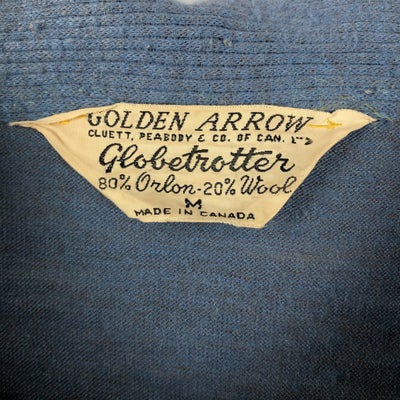 GOLDEN ARROW
CLUETT, PEABODY & CO. OF CAN.
Globetrotter
80% Orlon-20% Wool
M
MADE IN CANADA